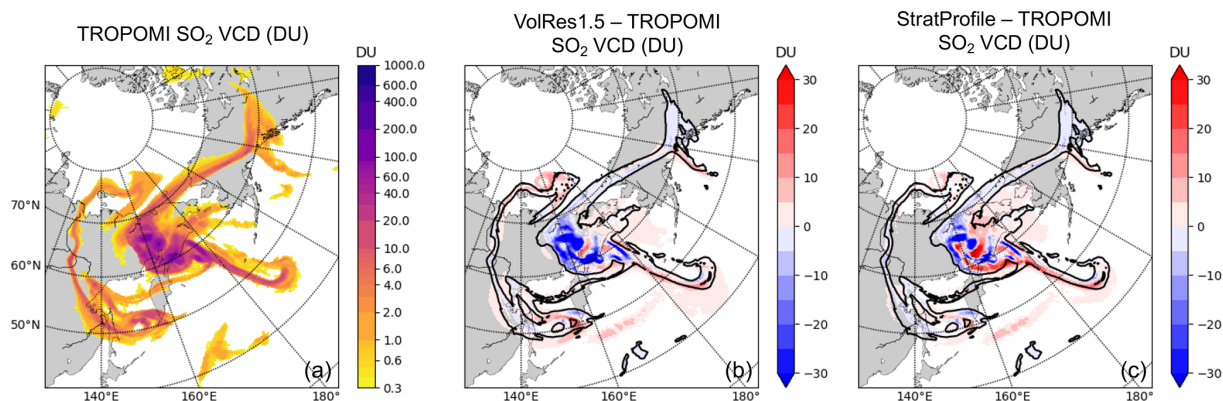 TROPOMI SO₂ VCD (DU)
VolRes1.5 – TROPOMI
SO₂ VCD (DU)
StratProfile – TROPOMI
SO₂ VCD (DU)
DU
1000.0
600.0
400.0
200.0
100.0
60.0
40.0
20.0
10.0
6.0
4.0
2.0
1.0
0.6
0.3
70°N
60°N
50°N
140°E
160°E
180°
(a)
DU
30
20
10
0
−10
−20
−30
140°E
160°E
180°
(b)
DU
30
20
10
0
−10
−20
−30
140°E
160°E
180°
(c)